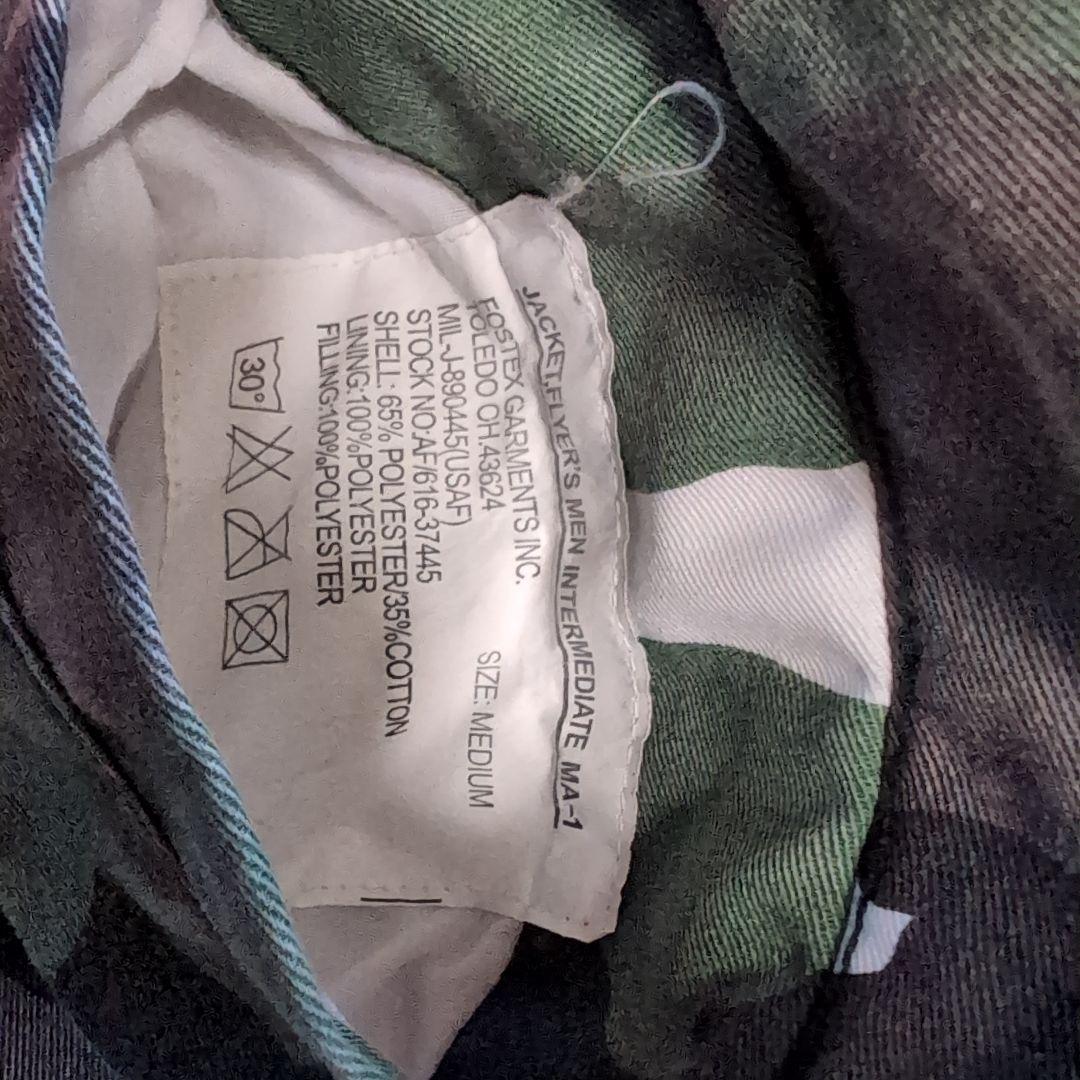 JACKET.FLYER'S MEN INTERMEDIATE MA-1
FOSTEX GARMENTS INC.
TOLEDO OH.43624 SIZE: MEDIUM
MIL-J-890445(USAF)
STOCK NO:AF/616-37445
SHELL: 65% POLYESTER/35%COTTON
LINING:100%POLYESTER
FILLING:100%POLYESTER
30°